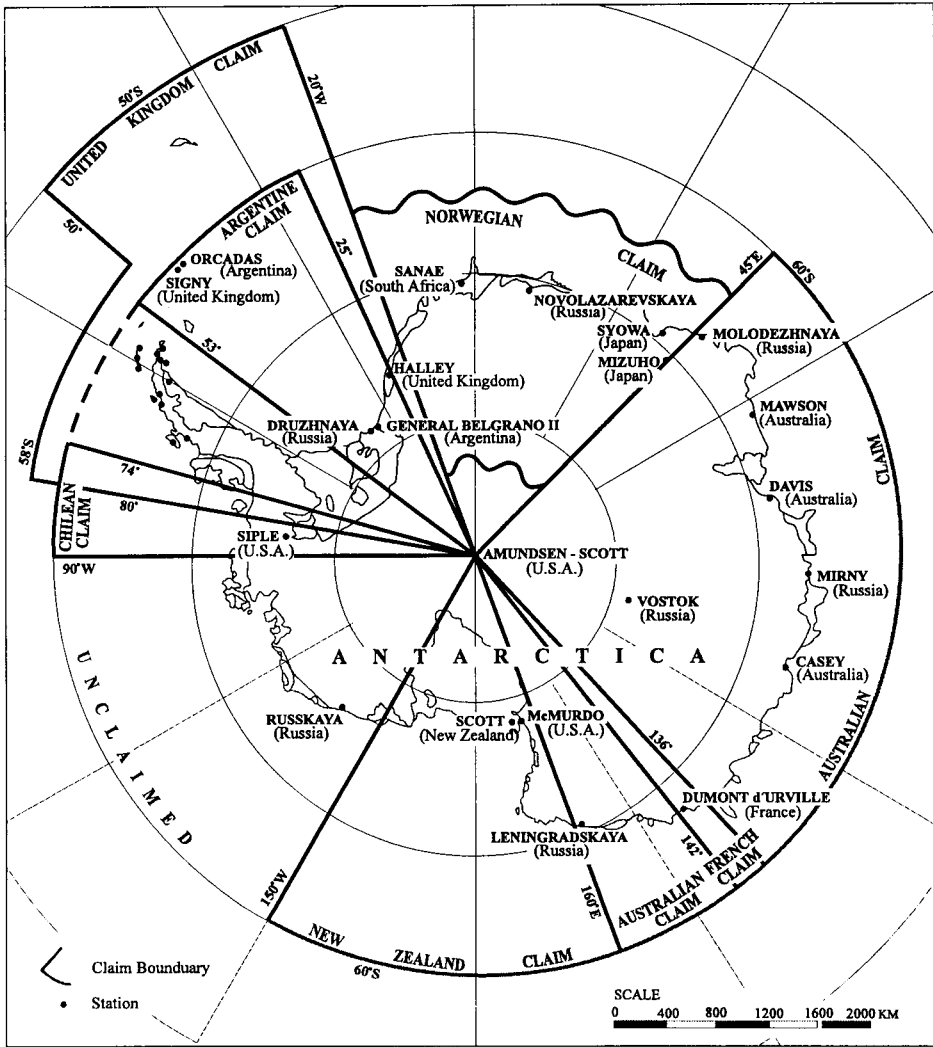 50°S
UNITED KINGDOM CLAIM
20°W
50°
ARGENTINE
CLAIM
25°
NORWEGIAN CLAIM
45°E
60°S
ORCADAS
(Argentina)
SIGNY
(United Kingdom)
SANAE
(South Africa)
NOVOLAZAREVSKAYA
(Russia)
SYOWA
(Japan)
MIZUHO
(Japan)
MOLODEZHNAYA
(Russia)
53°
HALLEY
(United Kingdom)
MAWSON
(Australia)
DRUZHNAYA
(Russia)
GENERAL BELGRANO II
(Argentina)
58°S
74°
80°
CHILEAN
CLAIM
90°W
SIPLE
(U.S.A.)
DAVIS
(Australia)
AMUNDSEN - SCOTT
(U.S.A.)
MIRNY
(Russia)
VOSTOK
(Russia)
ANTARCTICA
CASEY
(Australia)
AUSTRALIAN CLAIM
UNCLAIMED
RUSSKAYA
(Russia)
SCOTT
(New Zealand)
McMURDO
(U.S.A.)
136°
DUMONT d'URVILLE
(France)
LENINGRADSKAYA
(Russia)
142°
FRENCH
CLAIM
AUSTRALIAN
CLAIM
150°W
160°E
NEW ZEALAND CLAIM
60°S
Claim Bounduary
Station
SCALE
0 400 800 1200 1600 2000 KM